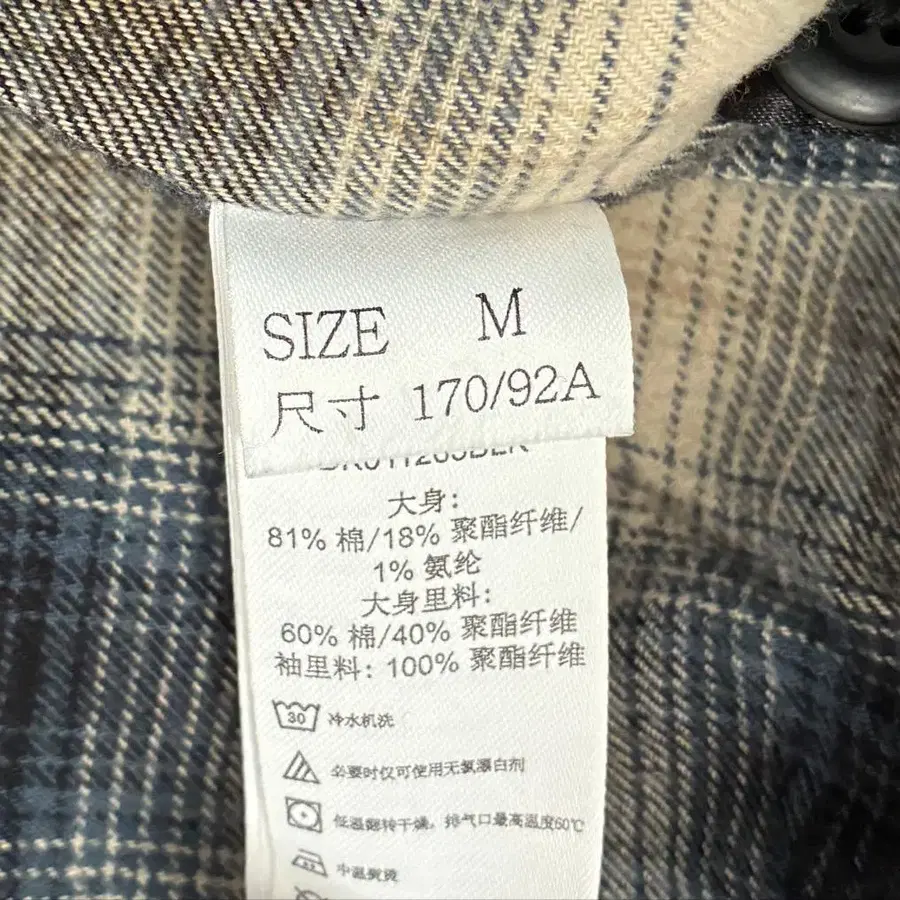 SIZE M
尺寸 170/92A
大身:
81% 棉/18% 聚酯纤维/
1% 氨纶
大身里料:
60% 棉/40% 聚酯纤维
袖里料: 100% 聚酯纤维
30 冷水机洗
必要时仅可使用无氯漂白剂
低温翻转干燥，排气口最高温度60℃
中温熨烫